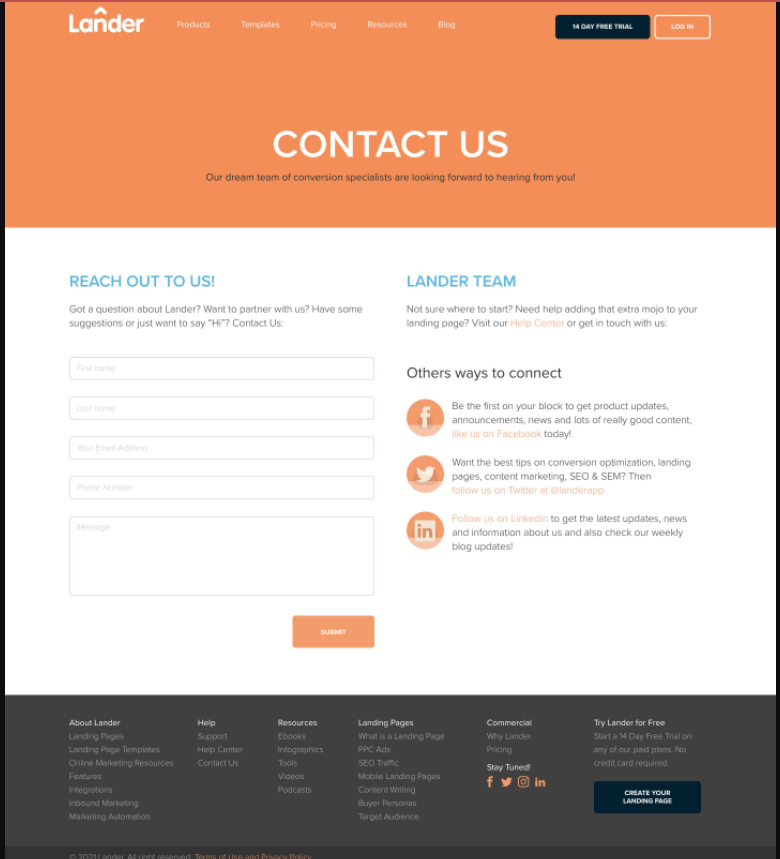 Lander
Products
Templates
Pricing
Resources
Blog
14 DAY FREE TRIAL
LOG IN
CONTACT US
Our dream team of conversion specialists are looking forward to hearing from you!
REACH OUT TO US!
Got a question about Lander? Want to partner with us? Have some
suggestions or just want to say “Hi”? Contact Us:
First name
Last name
Your Email Address
Phone Number
Message
SUBMIT
LANDER TEAM
Not sure where to start? Need help adding that extra mojo to your
landing page? Visit our Help Center or get in touch with us:
Others ways to connect
Be the first on your block to get product updates,
announcements, news and lots of really good content,
like us on Facebook today!
Want the best tips on conversion optimization, landing
pages, content marketing, SEO & SEM? Then
follow us on Twitter at @landerapp
Follow us on Linkedin to get the latest updates, news
and information about us and also check our weekly
blog updates!
About Lander
Landing Pages
Landing Page Templates
Online Marketing Resources
Features
Integrations
Inbound Marketing
Marketing Automation
Help
Support
Help Center
Contact Us
Resources
Ebooks
Infographics
Tools
Videos
Podcasts
Landing Pages
What is a Landing Page
PPC Ads
SEO Traffic
Mobile Landing Pages
Content Writing
Buyer Personas
Target Audience
Commercial
Why Lander
Pricing
Stay Tuned!
Try Lander for Free
Start a 14 Day Free Trial on
any of our paid plans. No
credit card required.
CREATE YOUR
LANDING PAGE
© 2021 Lander. All right reserved. Terms of Use and Privacy Policy